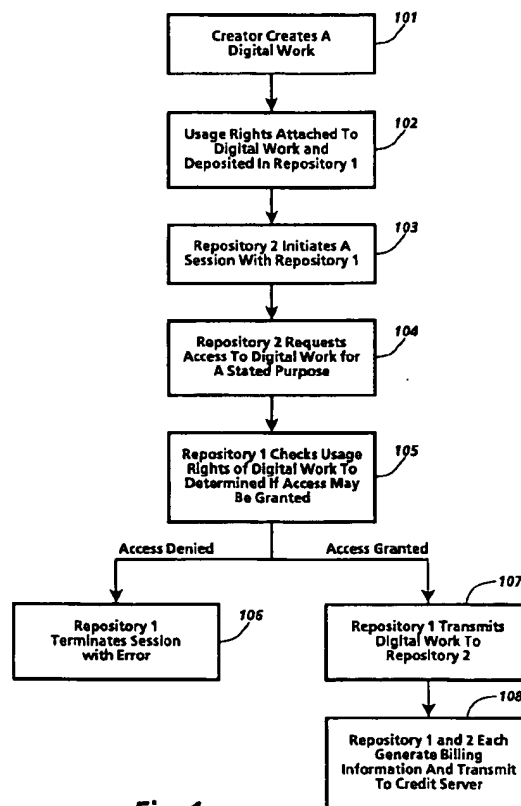 101
Creator Creates A
Digital Work
102
Usage Rights Attached To
Digital Work and
Deposited In Repository 1
103
Repository 2 Initiates A
Session With Repository 1
104
Repository 2 Requests
Access To Digital Work for
A Stated Purpose
105
Repository 1 Checks Usage
Rights of Digital Work To
Determined If Access May
Be Granted
Access Denied
Access Granted
106
Repository 1
Terminates Session
with Error
107
Repository 1 Transmits
Digital Work To
Repository 2
108
Repository 1 and 2 Each
Generate Billing
Information And Transmit
To Credit Server